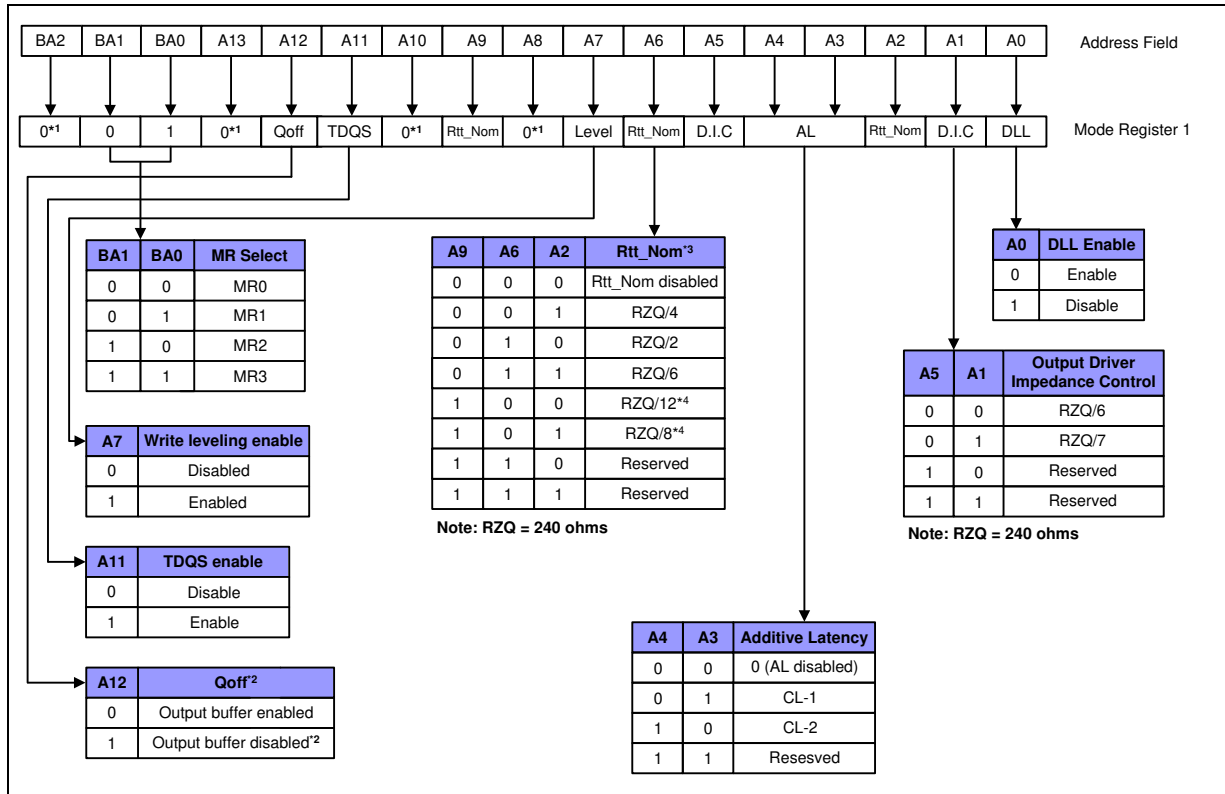 BA2 BA1 BA0 A13 A12 A11 A10 A9 A8 A7 A6 A5 A4 A3 A2 A1 A0 Address Field
0*1 0 1 0*1 Qoff TDQS 0*1 Rtt_Nom 0*1 Level Rtt_Nom D.I.C AL Rtt_Nom D.I.C DLL Mode Register 1
BA1 BA0 MR Select
0 0 MR0
0 1 MR1
1 0 MR2
1 1 MR3
A7 Write leveling enable
0 Disabled
1 Enabled
A11 TDQS enable
0 Disable
1 Enable
A12 Qoff*2
0 Output buffer enabled
1 Output buffer disabled*2
A9 A6 A2 Rtt_Nom*3
0 0 0 Rtt_Nom disabled
0 0 1 RZQ/4
0 1 0 RZQ/2
0 1 1 RZQ/6
1 0 0 RZQ/12*4
1 0 1 RZQ/8*4
1 1 0 Reserved
1 1 1 Reserved
Note: RZQ = 240 ohms
A4 A3 Additive Latency
0 0 0 (AL disabled)
0 1 CL-1
1 0 CL-2
1 1 Resesved
A0 DLL Enable
0 Enable
1 Disable
A5 A1 Output Driver
Impedance Control
0 0 RZQ/6
0 1 RZQ/7
1 0 Reserved
1 1 Reserved
Note: RZQ = 240 ohms